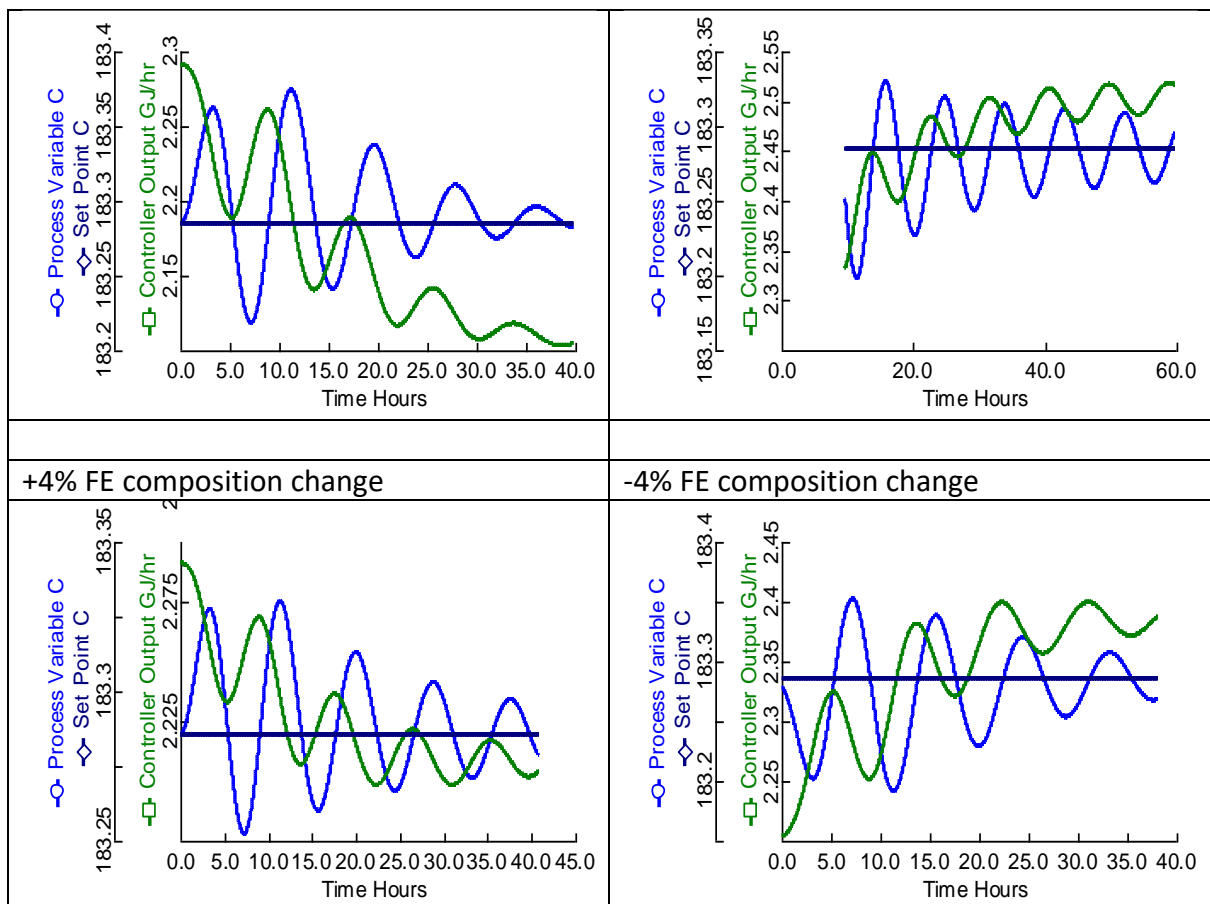 183.4
183.35
183.3
183.25
183.2
Process Variable C
Set Point C
2.3
2.25
2.2
2.15
Controller Output GJ/hr
0.0 5.0 10.0 15.0 20.0 25.0 30.0 35.0 40.0
Time Hours
183.35
183.3
183.25
183.2
183.15
Process Variable C
Set Point C
2.55
2.5
2.45
2.4
2.35
2.3
Controller Output GJ/hr
0.0 20.0 40.0 60.0
Time Hours
+4% FE composition change
-4% FE composition change
183.35
183.3
183.25
Process Variable C
Set Point C
2.275
2.225
Controller Output GJ/hr
0.0 5.0 10.0 15.0 20.0 25.0 30.0 35.0 40.0 45.0
Time Hours
183.4
183.3
183.2
Process Variable C
Set Point C
2.45
2.4
2.35
2.3
2.25
Controller Output GJ/hr
0.0 5.0 10.0 15.0 20.0 25.0 30.0 35.0 40.0
Time Hours